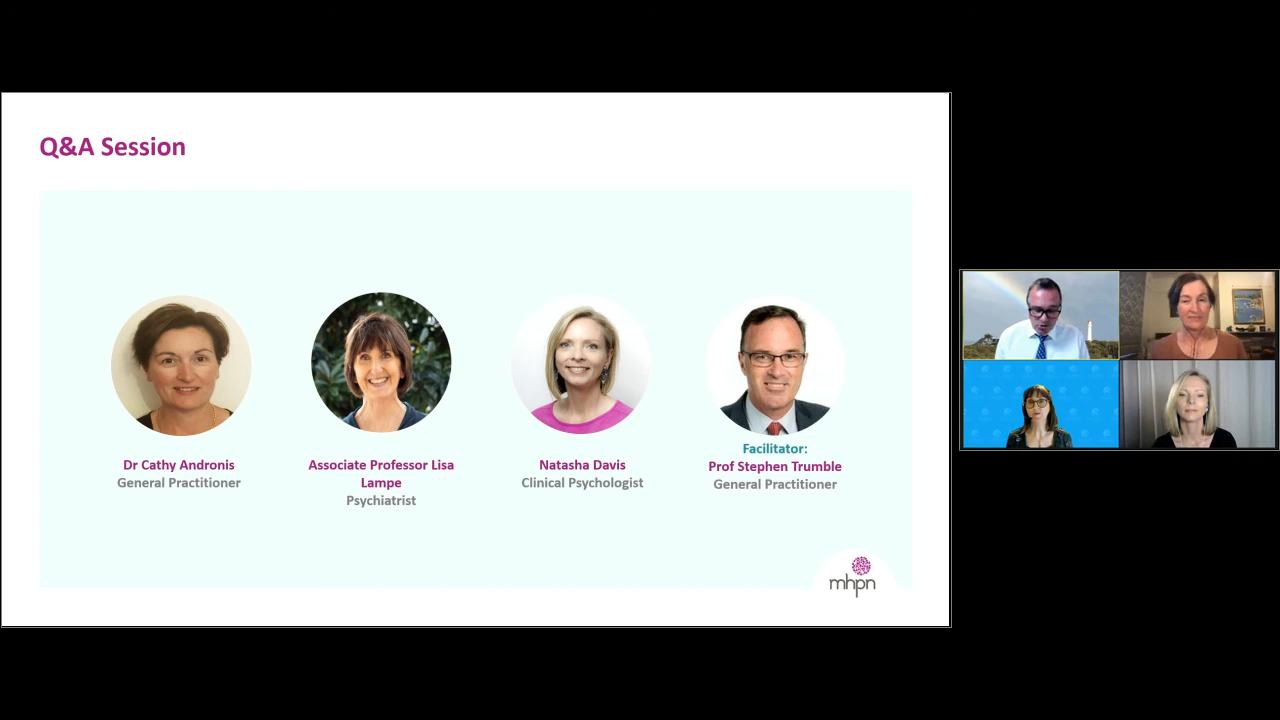 Q&A Session
Dr Cathy Andronis
General Practitioner
Associate Professor Lisa
Lampe
Psychiatrist
Natasha Davis
Clinical Psychologist
Facilitator:
Prof Stephen Trumble
General Practitioner
mhpn